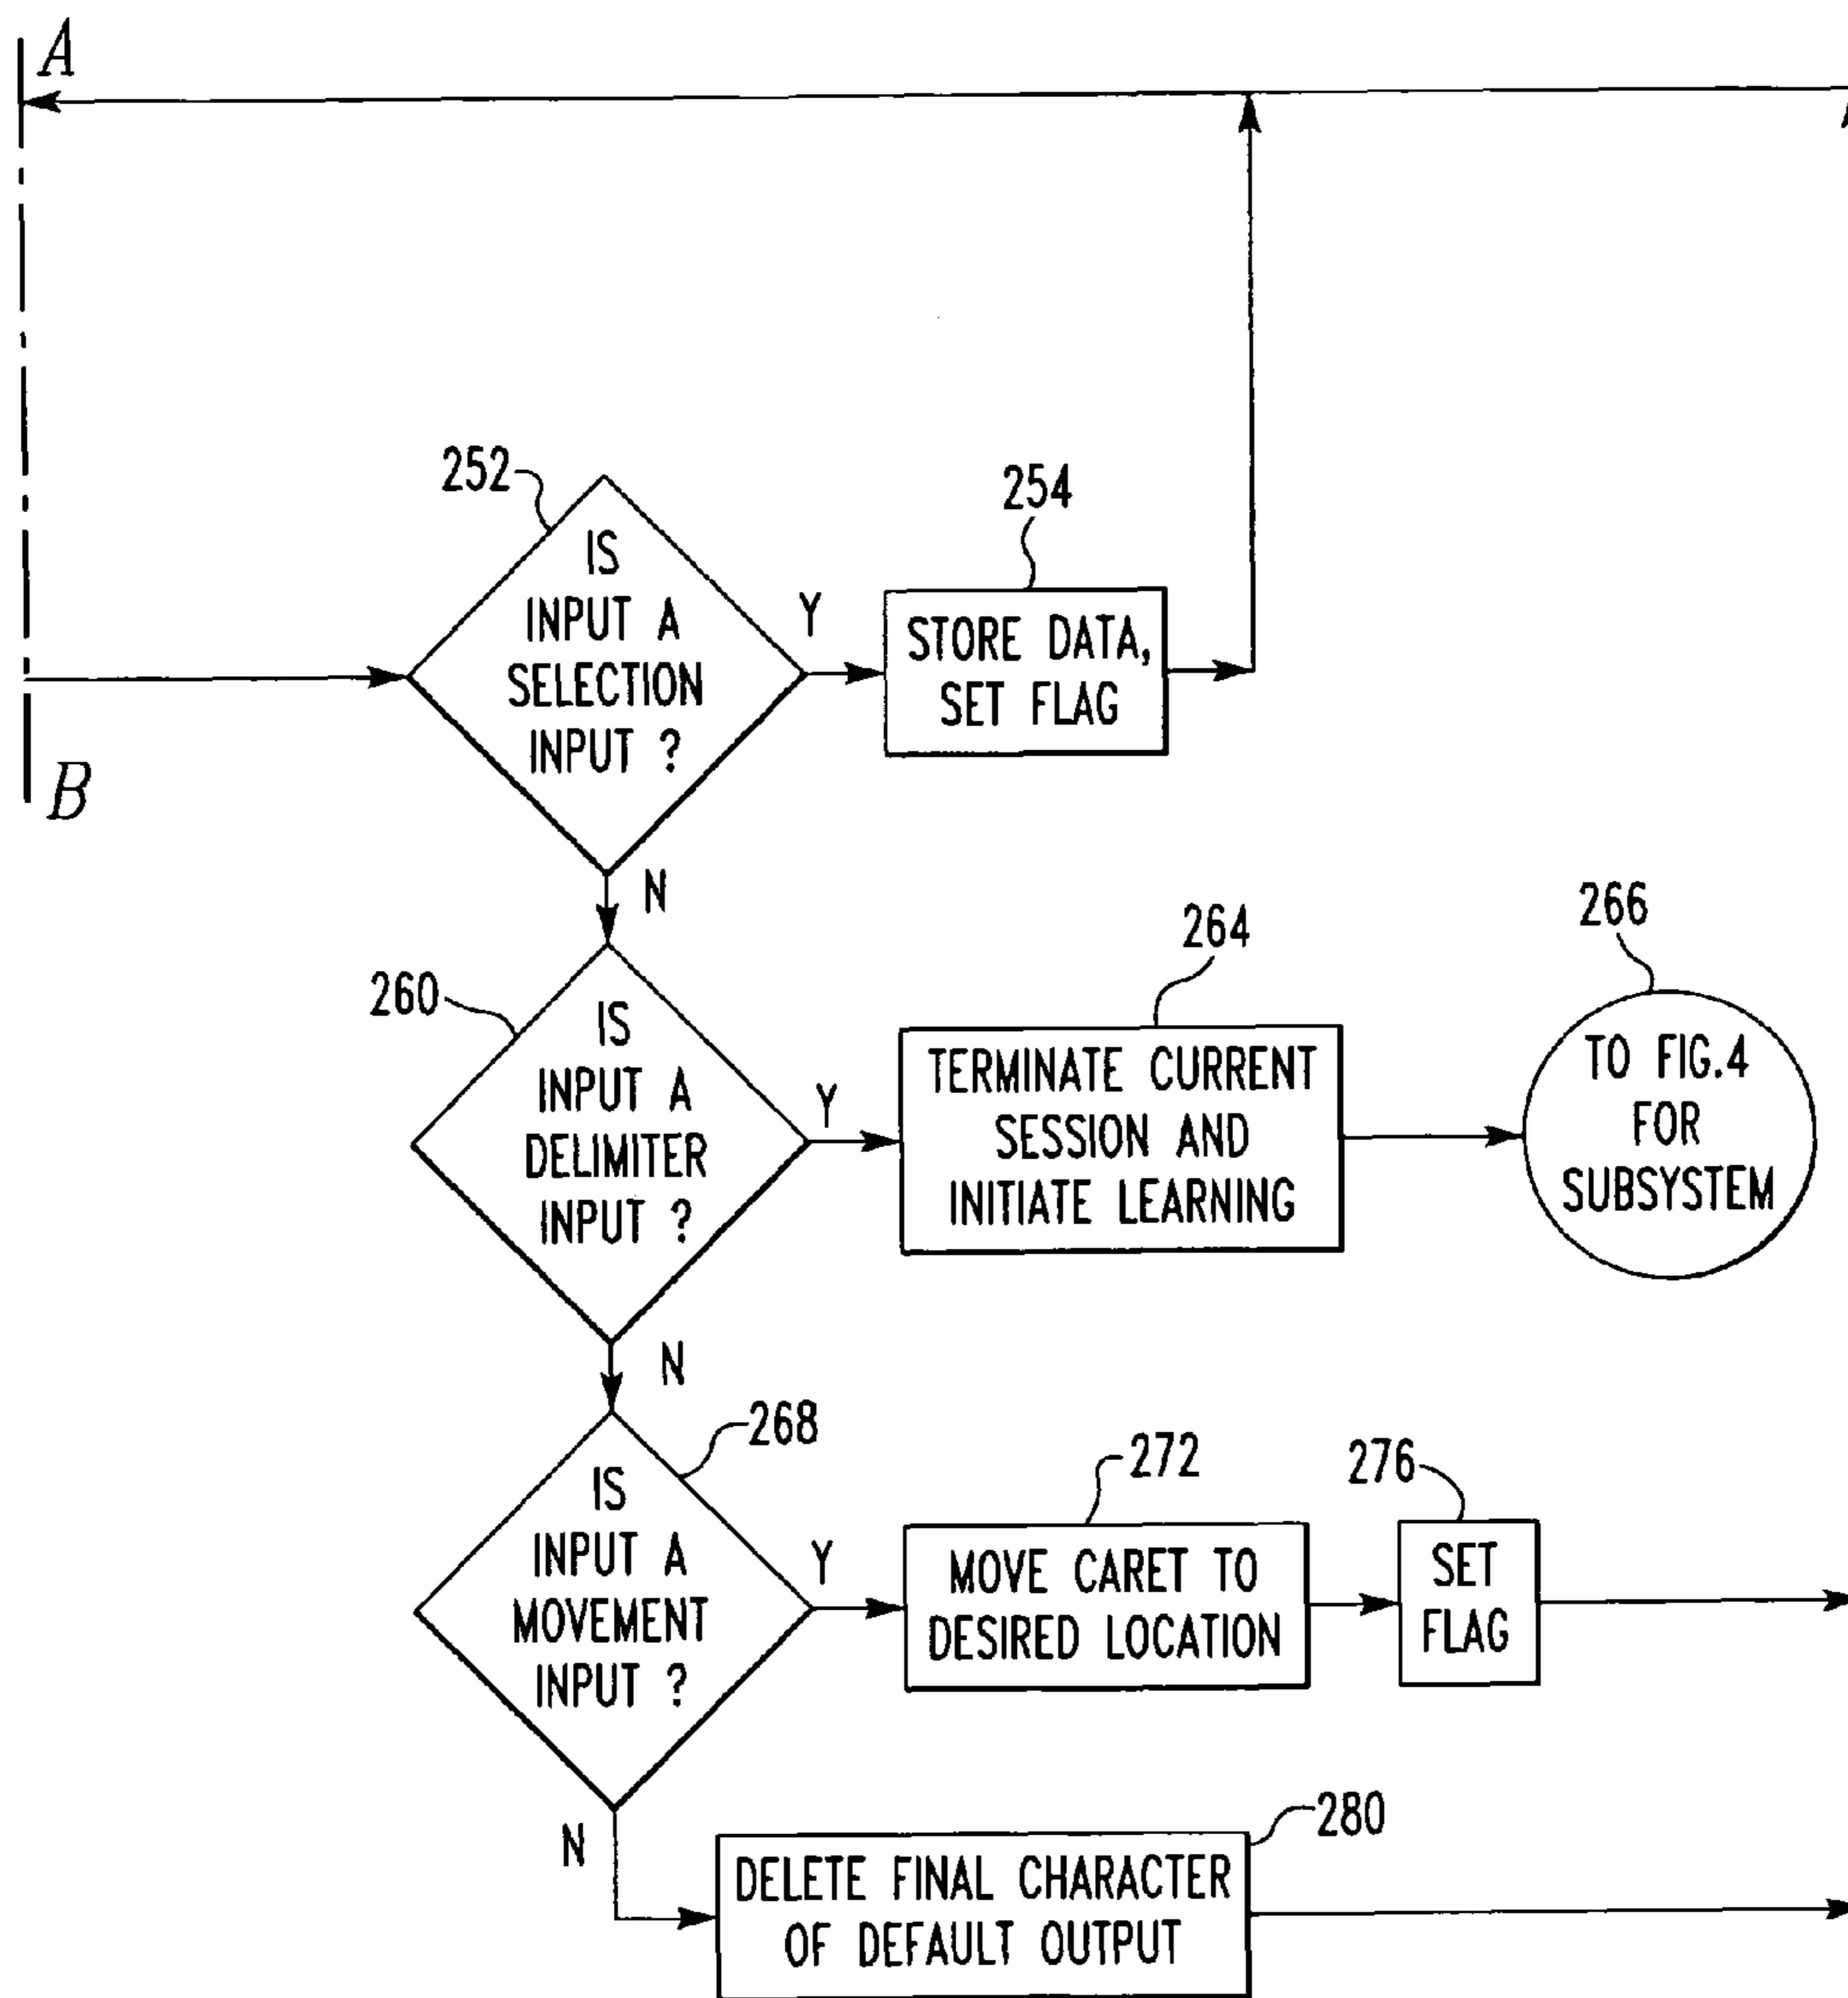 A
252
254
IS
INPUT A
SELECTION
INPUT ?
Y
STORE DATA,
SET FLAG
B
N
260
264
266
IS
INPUT A
DELIMITER
INPUT ?
Y
TERMINATE CURRENT
SESSION AND
INITIATE LEARNING
TO FIG.4
FOR
SUBSYSTEM
N
268
272
276
IS
INPUT A
MOVEMENT
INPUT ?
Y
MOVE CARET TO
DESIRED LOCATION
SET
FLAG
N
280
DELETE FINAL CHARACTER
OF DEFAULT OUTPUT